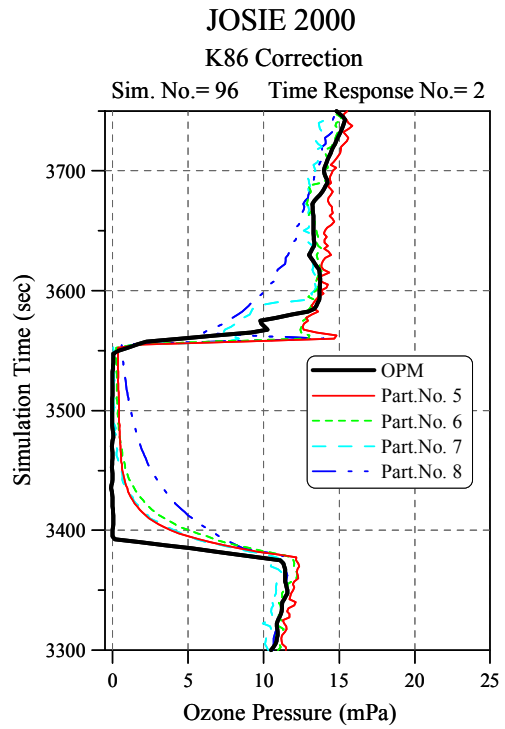 JOSIE 2000
K86 Correction
Sim. No.= 96 Time Response No.= 2
3700
3600
3500
3400
3300
Simulation Time (sec)
OPM
Part.No. 5
Part.No. 6
Part.No. 7
Part.No. 8
0 5 10 15 20 25
Ozone Pressure (mPa)